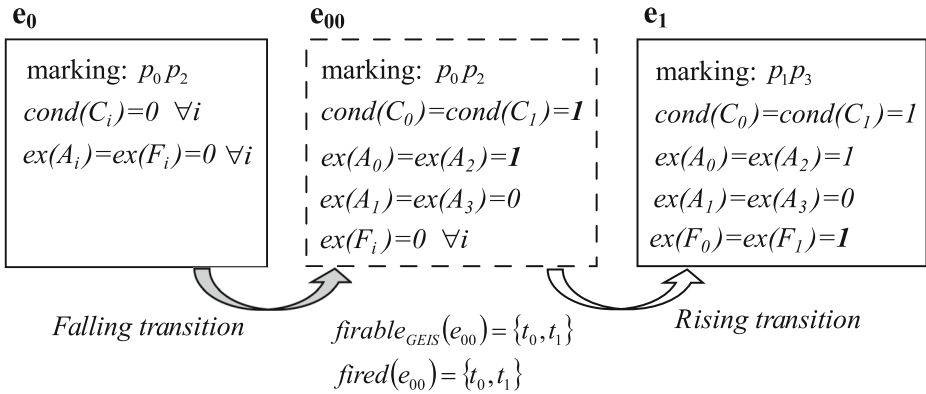 e₀
marking: p₀p₂
cond(Cᵢ)=0 ∀i
ex(Aᵢ)=ex(Fᵢ)=0 ∀i
e₀₀
marking: p₀p₂
cond(C₀)=cond(C₁)=1
ex(A₀)=ex(A₂)=1
ex(A₁)=ex(A₃)=0
ex(Fᵢ)=0 ∀i
e₁
marking: p₁p₃
cond(C₀)=cond(C₁)=1
ex(A₀)=ex(A₂)=1
ex(A₁)=ex(A₃)=0
ex(F₀)=ex(F₁)=1
Falling transition
firable_GEIS(e₀₀)={t₀,t₁}
fired(e₀₀)={t₀,t₁}
Rising transition